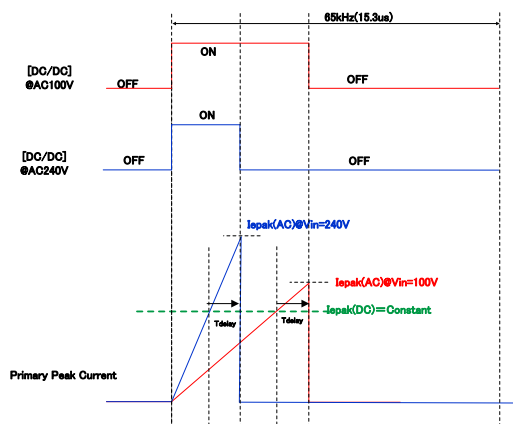 65kHz(15.3us)
[DC/DC]
@AC100V
OFF
ON
OFF
[DC/DC]
@AC240V
OFF
ON
OFF
Iepak(AC)@Vin=240V
Iepak(AC)@Vin=100V
Iepak(DC)=Constant
Tdelay
Tdelay
Primary Peak Current